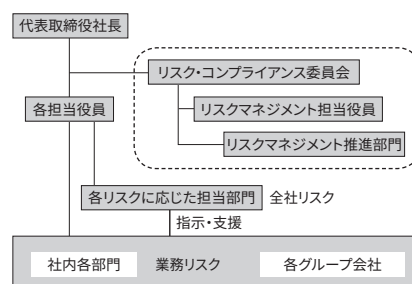 代表取締役社長
リスク・コンプライアンス委員会
各担当役員
リスクマネジメント担当役員
リスクマネジメント推進部門
各リスクに応じた担当部門 全社リスク
指示・支援
社内各部門 業務リスク 各グループ会社